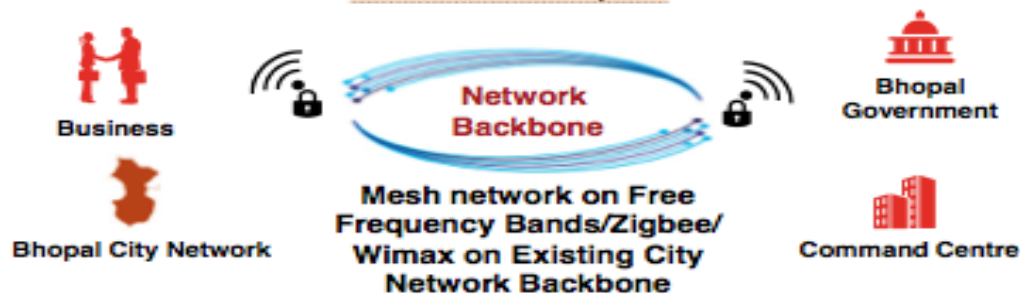 Business
Bhopal City Network
Network
Backbone
Mesh network on Free
Frequency Bands/Zigbee/
Wimax on Existing City
Network Backbone
Bhopal
Government
Command Centre